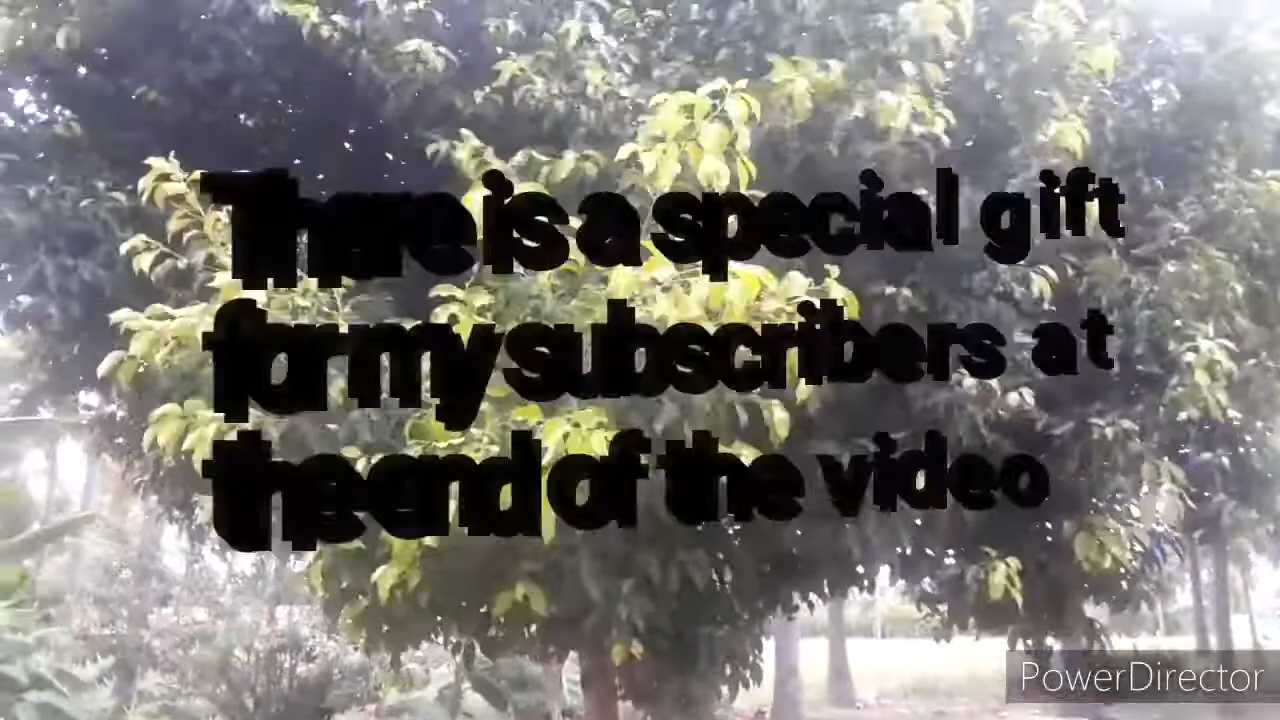 There is a special gift
for my subscribers at
the end of the video
PowerDirector